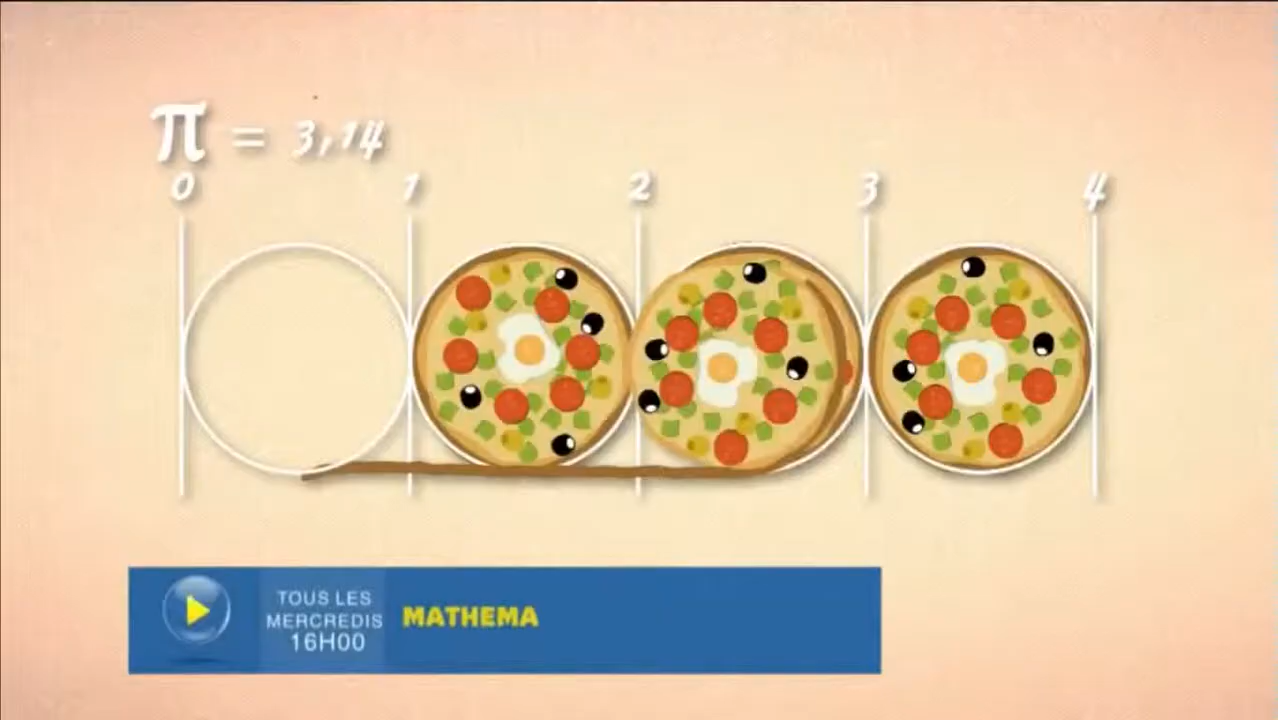 π = 3,14
0 1 2 3 4
TOUS LES
MERCREDIS
16H00
MATHEMA